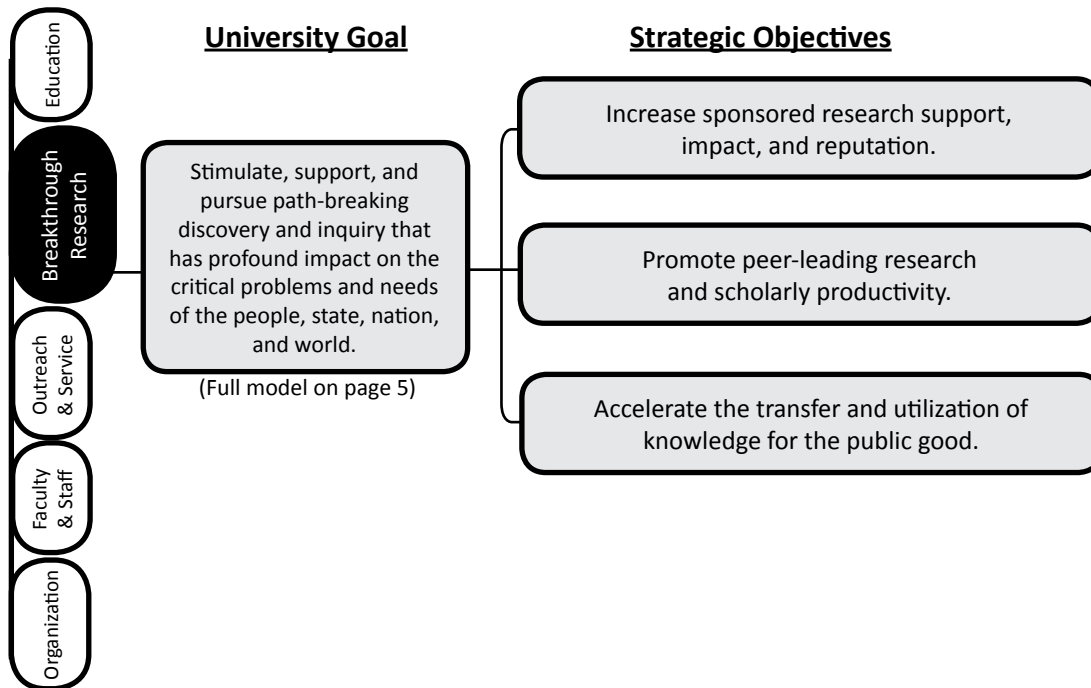 Education
Breakthrough
Research
Outreach
& Service
Faculty
& Staff
Organization
University Goal
Stimulate, support, and
pursue path-breaking
discovery and inquiry that
has profound impact on the
critical problems and needs
of the people, state, nation,
and world.
(Full model on page 5)
Strategic Objectives
Increase sponsored research support,
impact, and reputation.
Promote peer-leading research
and scholarly productivity.
Accelerate the transfer and utilization of
knowledge for the public good.